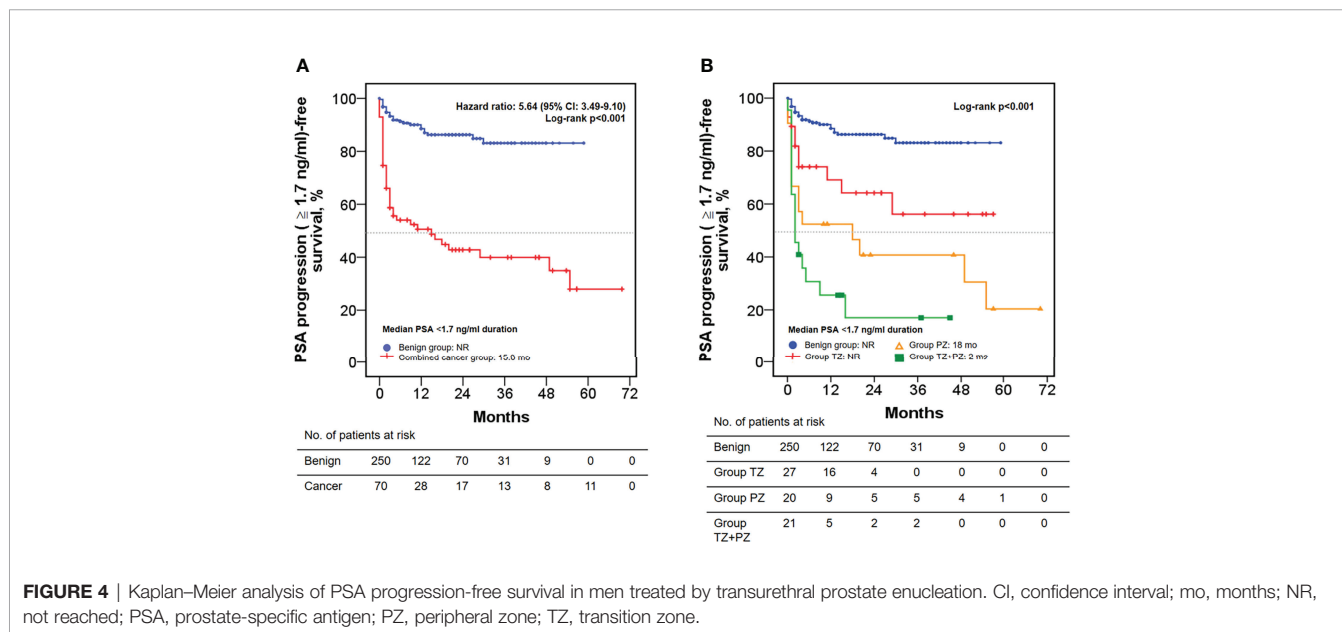 A
PSA progression ( ≧ 1.7 ng/ml)-free
survival, %
100
80
60
40
20
0
Hazard ratio: 5.64 (95% CI: 3.49-9.10)
Log-rank p<0.001
Median PSA <1.7 ng/ml duration
Benign group: NR
Combined cancer group: 15.0 mo
0 12 24 36 48 60 72
Months
No. of patients at risk
Benign 250 122 70 31 9 0 0
Cancer 70 28 17 13 8 11 0
B
PSA progression ( ≧ 1.7 ng/ml)-free
survival, %
100
80
60
40
20
0
Log-rank p<0.001
Median PSA <1.7 ng/ml duration
Benign group: NR Group PZ: 18 mo
Group TZ: NR Group TZ+PZ: 2 mo
0 12 24 36 48 60 72
Months
No. of patients at risk
Benign 250 122 70 31 9 0 0
Group TZ 27 16 4 0 0 0 0
Group PZ 20 9 5 5 4 1 0
Group
TZ+PZ 21 5 2 2 0 0 0
FIGURE 4 | Kaplan–Meier analysis of PSA progression-free survival in men treated by transurethral prostate enucleation. CI, confidence interval; mo, months; NR,
not reached; PSA, prostate-specific antigen; PZ, peripheral zone; TZ, transition zone.